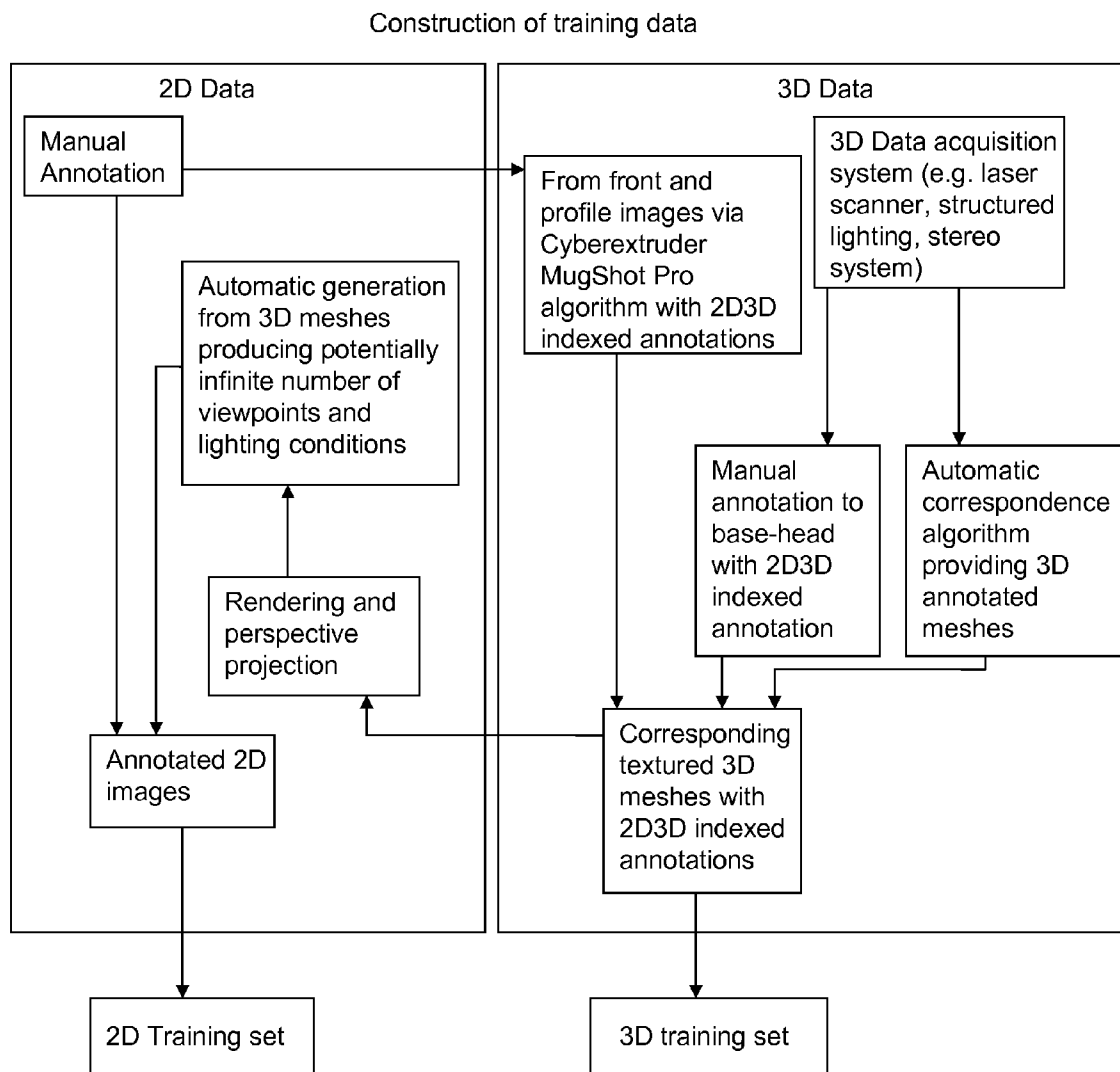 Construction of training data
2D Data
Manual
Annotation
Automatic generation
from 3D meshes
producing potentially
infinite number of
viewpoints and
lighting conditions
Rendering and
perspective
projection
Annotated 2D
images
2D Training set
3D Data
From front and
profile images via
Cyberextruder
MugShot Pro
algorithm with 2D3D
indexed annotations
3D Data acquisition
system (e.g. laser
scanner, structured
lighting, stereo
system)
Manual
annotation to
base-head
with 2D3D
indexed
annotation
Automatic
correspondence
algorithm
providing 3D
annotated
meshes
Corresponding
textured 3D
meshes with
2D3D indexed
annotations
3D training set